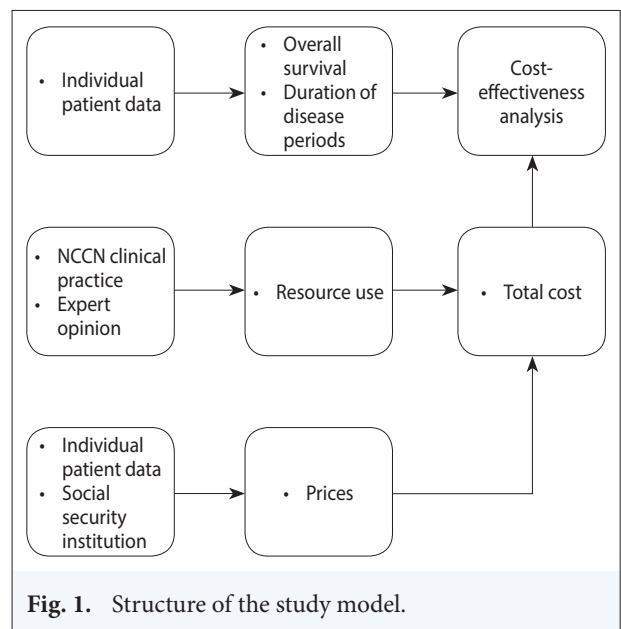 • Individual
patient data
• Overall
survival
• Duration of
disease
periods
Cost-
effectiveness
analysis
• NCCN clinical
practice
• Expert
opinion
• Resource use
• Total cost
• Individual
patient data
• Social
security
institution
• Prices
Fig. 1. Structure of the study model.